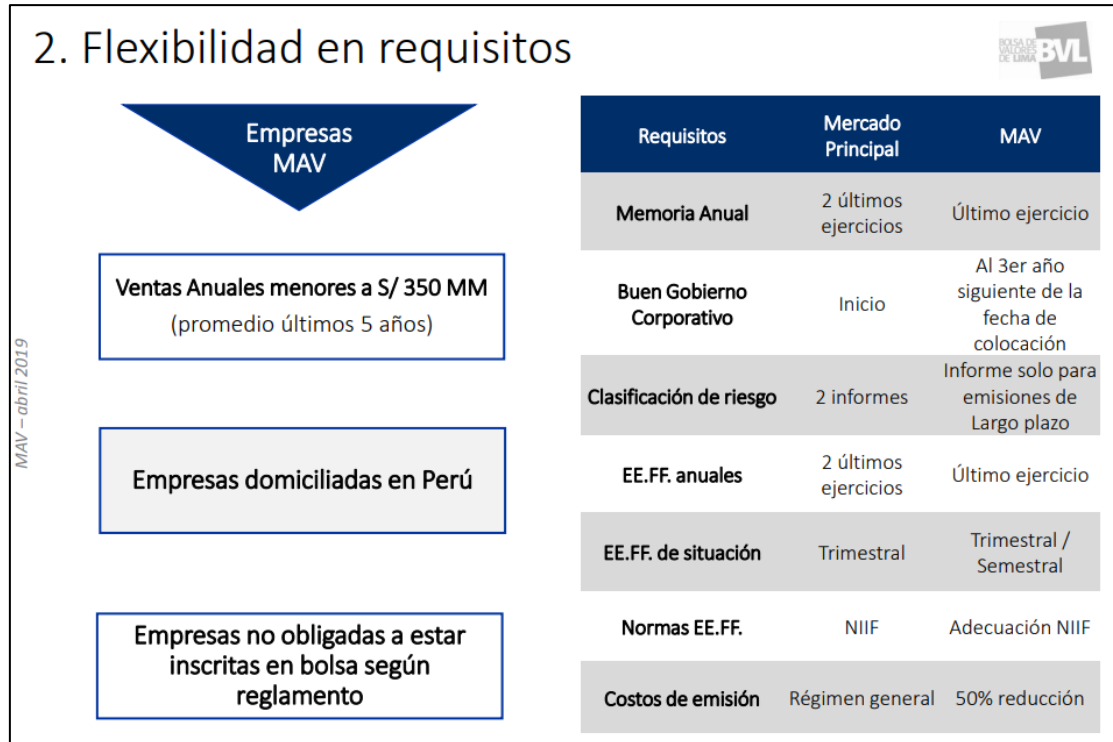 2. Flexibilidad en requisitos
BOLSA DE
VALORES
DE LIMA BVL
Empresas
MAV
Ventas Anuales menores a S/ 350 MM
(promedio últimos 5 años)
Empresas domiciliadas en Perú
Empresas no obligadas a estar
inscritas en bolsa según
reglamento
MAV – abril 2019
Requisitos Mercado Principal MAV
Memoria Anual 2 últimos ejercicios Último ejercicio
Buen Gobierno Corporativo Inicio Al 3er año siguiente de la fecha de colocación
Clasificación de riesgo 2 informes Informe solo para emisiones de Largo plazo
EE.FF. anuales 2 últimos ejercicios Último ejercicio
EE.FF. de situación Trimestral Trimestral / Semestral
Normas EE.FF. NIIF Adecuación NIIF
Costos de emisión Régimen general 50% reducción